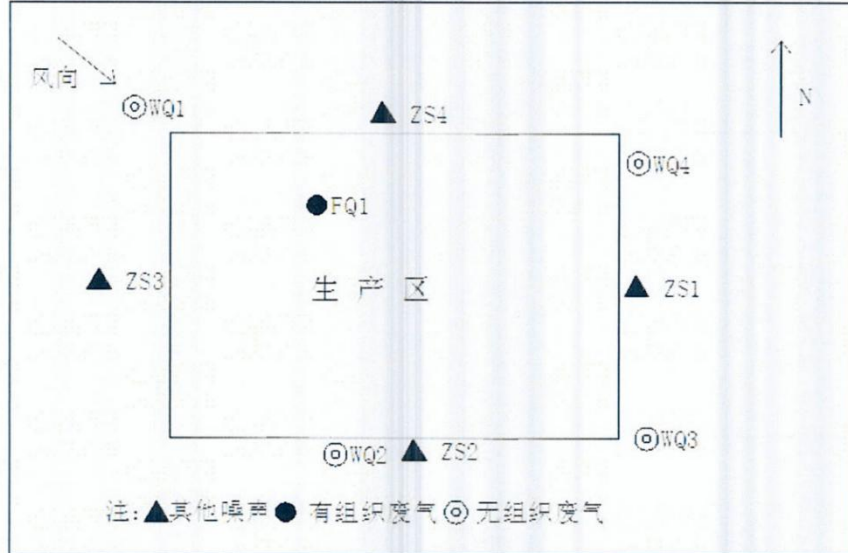 风向
WQ1
ZS4
N
WQ4
FQ1
ZS3
生产区
ZS1
WQ2
ZS2
WQ3
注:▲其他噪声●有组织废气◎无组织废气